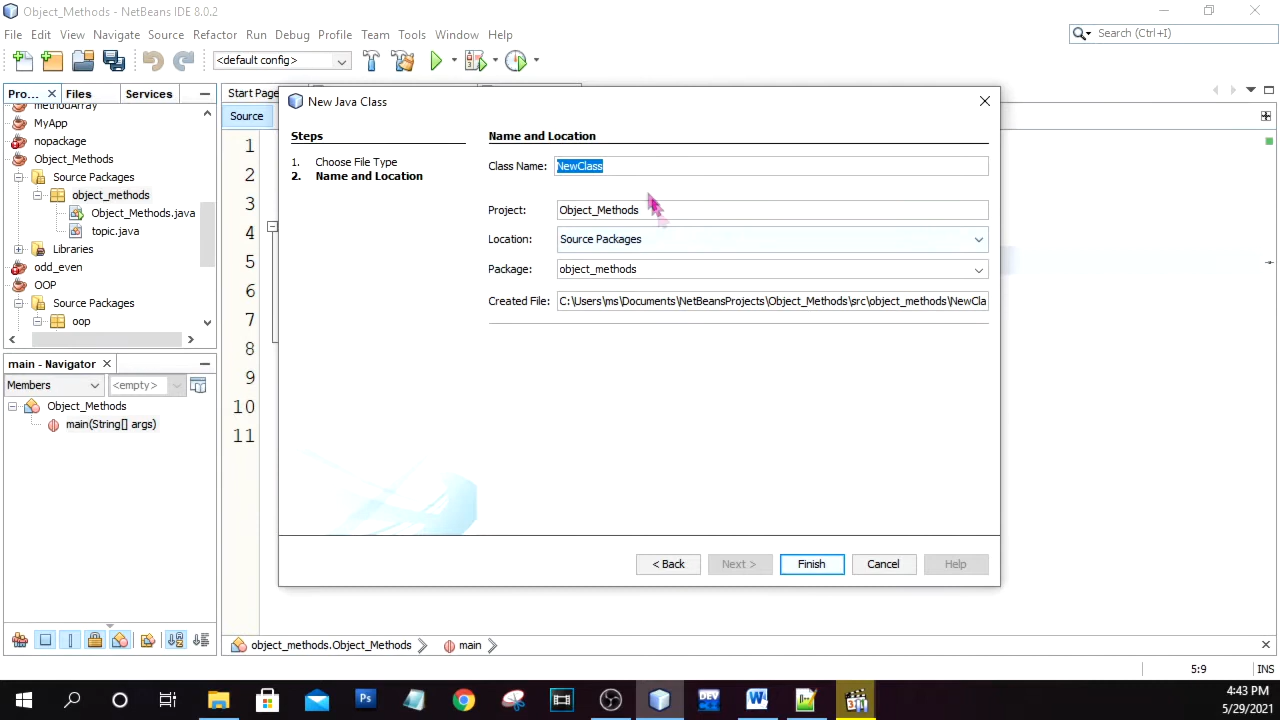 Object_Methods - NetBeans IDE 8.0.2
File Edit View Navigate Source Refactor Run Debug Profile Team Tools Window Help
Search (Ctrl+I)
<default config>
Pro... Files Services
Start Page
methodArray
MyApp
nopackage
Object_Methods
Source Packages
object_methods
Object_Methods.java
topic.java
Libraries
odd_even
OOP
Source Packages
oop
main - Navigator
Members <empty>
Object_Methods
main(String[] args)
Source
1
2
3
4
5
6
7
8
9
10
11
New Java Class
Steps
1. Choose File Type
2. Name and Location
Name and Location
Class Name: NewClass
Project: Object_Methods
Location: Source Packages
Package: object_methods
Created File: C:\Users\ms\Documents\NetBeansProjects\Object_Methods\src\object_methods\NewCla
< Back Next > Finish Cancel Help
object_methods.Object_Methods main
5:9 INS
Ps DEV W
4:43 PM
5/29/2021